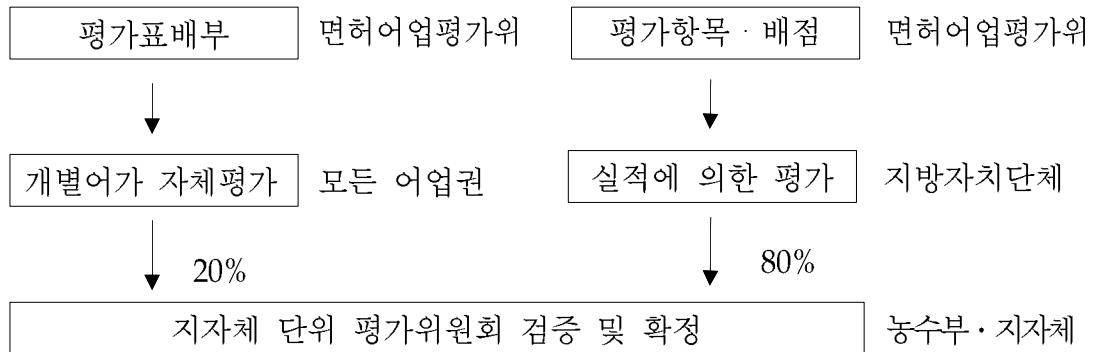 평가표배부 면허어업평가위 평가항목 · 배점 면허어업평가위
개별어가 자체평가 모든 어업권 실적에 의한 평가 지방자치단체
20% 80%
지자체 단위 평가위원회 검증 및 확정 농수부 · 지자체